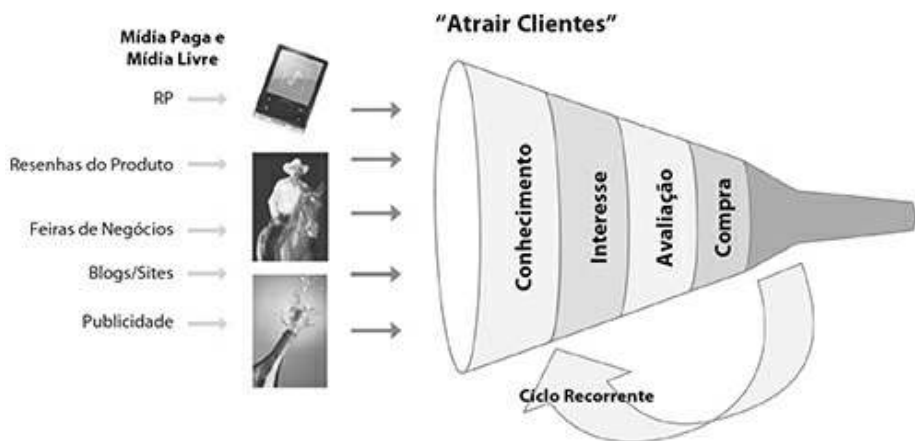 “Atrair Clientes”
Mídia Paga e
Mídia Livre
RP
Resenhas do Produto
Feiras de Negócios
Blogs/Sites
Publicidade
Conhecimento
Interesse
Avaliação
Compra
Ciclo Recorrente